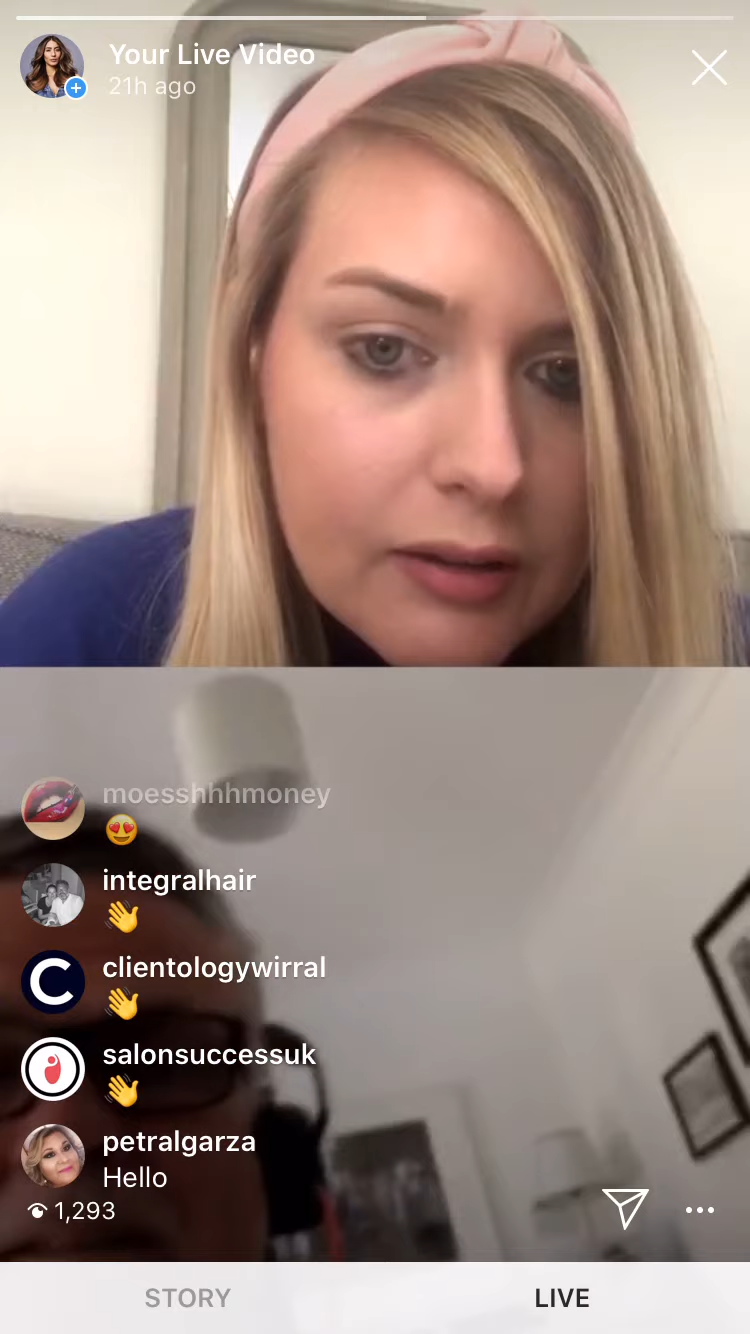 Your Live Video
21h ago
moesshhhmoney
😍
integralhair
👋
clientologywirral
👋
salonsuccessuk
👋
petralgarza
Hello
1,293
STORY
LIVE